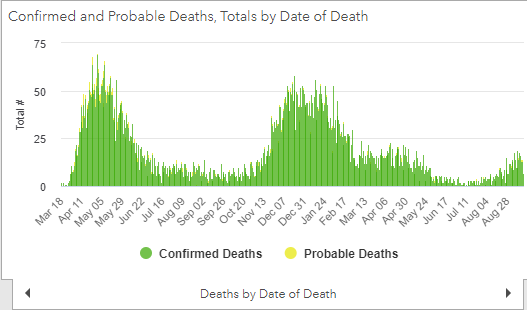 Confirmed and Probable Deaths, Totals by Date of Death
75
50
25
0
Total #
Mar 18
Apr 11
May 05
May 29
Jun 22
Jul 16
Aug 09
Sep 02
Sep 26
Oct 20
Nov 13
Dec 07
Dec 31
Jan 24
Feb 17
Mar 13
Apr 06
Apr 30
May 24
Jun 17
Jul 11
Aug 04
Aug 28
Confirmed Deaths Probable Deaths
Deaths by Date of Death